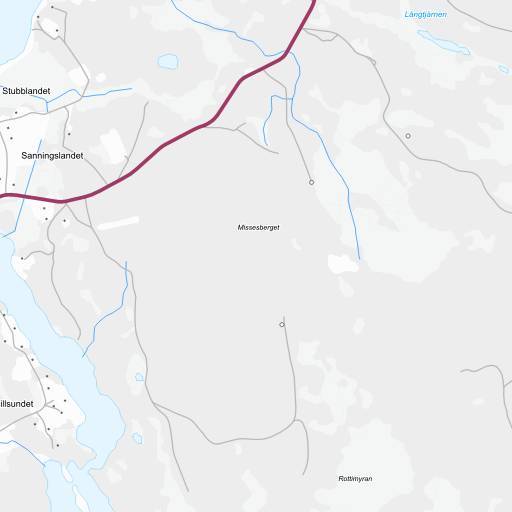 Långtjärnen
Stubblandet
Sanningslandet
Missesberget
illsundet
Rottimyran